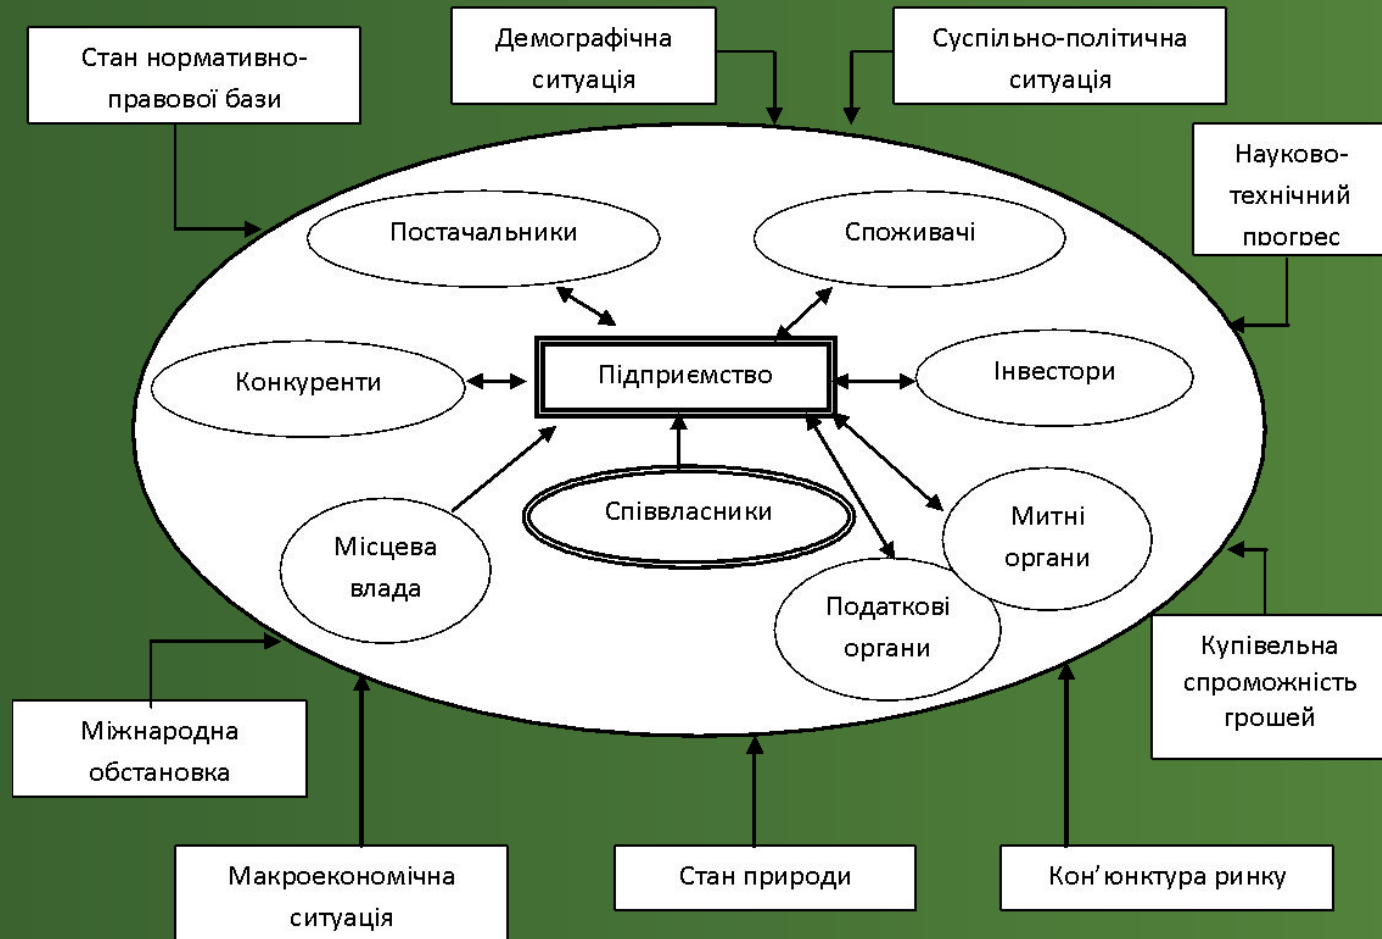 Демографічна
ситуація
Суспільно-політична
ситуація
Стан нормативно-
правової бази
Науково-
технічний
прогрес
Постачальники
Споживачі
Конкуренти
Підприємство
Інвестори
Співвласники
Місцева
влада
Митні
органи
Податкові
органи
Купівельна
спроможність
грошей
Міжнародна
обстановка
Макроекономічна
ситуація
Стан природи
Кон’юнктура ринку